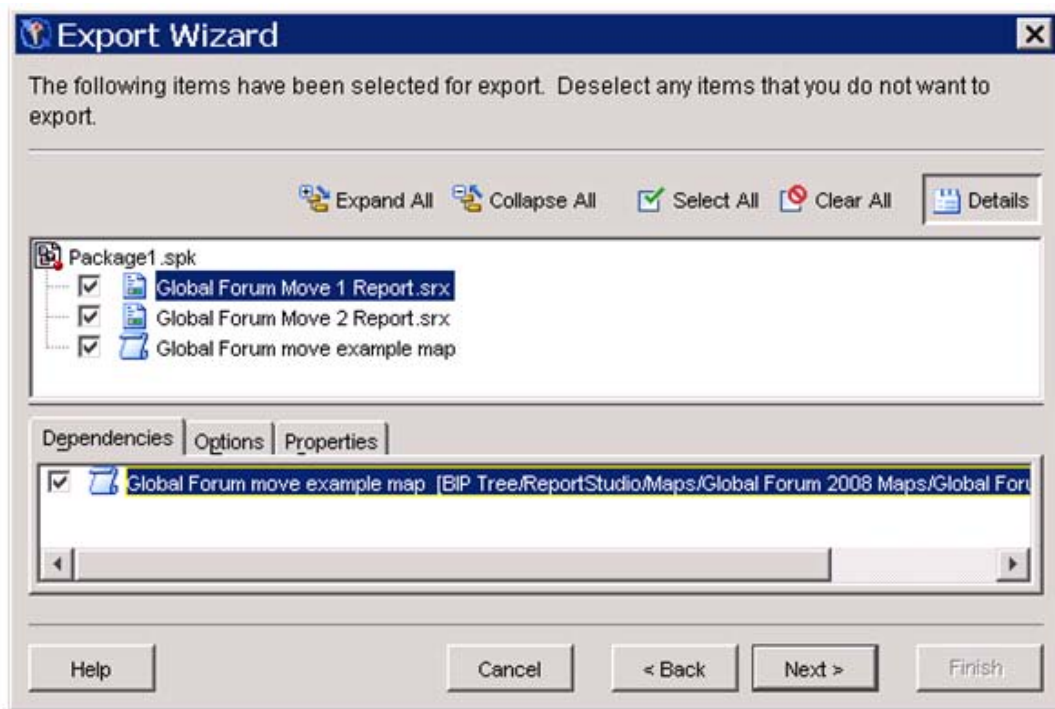 Export Wizard
The following items have been selected for export. Deselect any items that you do not want to
export.
Expand All Collapse All Select All Clear All Details
Package1.spk
Global Forum Move 1 Report.srx
Global Forum Move 2 Report.srx
Global Forum move example map
Dependencies Options Properties
Global Forum move example map [BIP Tree/ReportStudio/Maps/Global Forum 2008 Maps/Global Foru
Help Cancel < Back Next > Finish